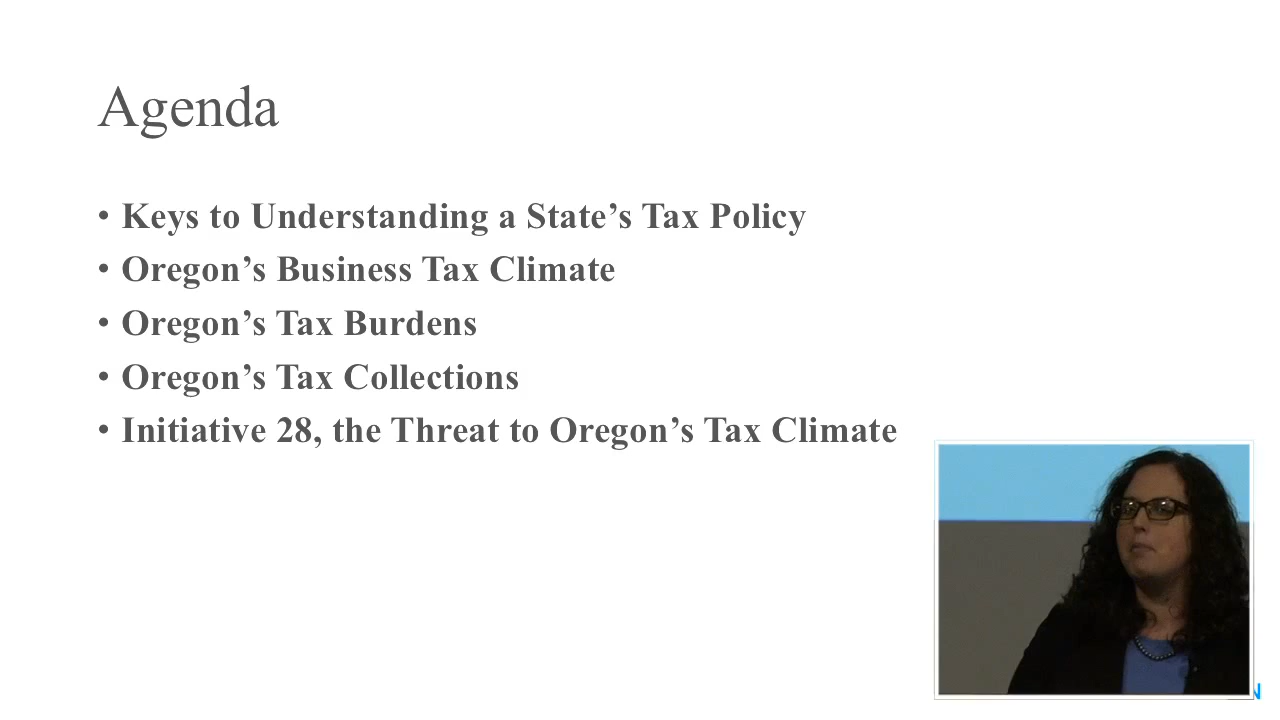 Agenda
• Keys to Understanding a State’s Tax Policy
• Oregon’s Business Tax Climate
• Oregon’s Tax Burdens
• Oregon’s Tax Collections
• Initiative 28, the Threat to Oregon’s Tax Climate